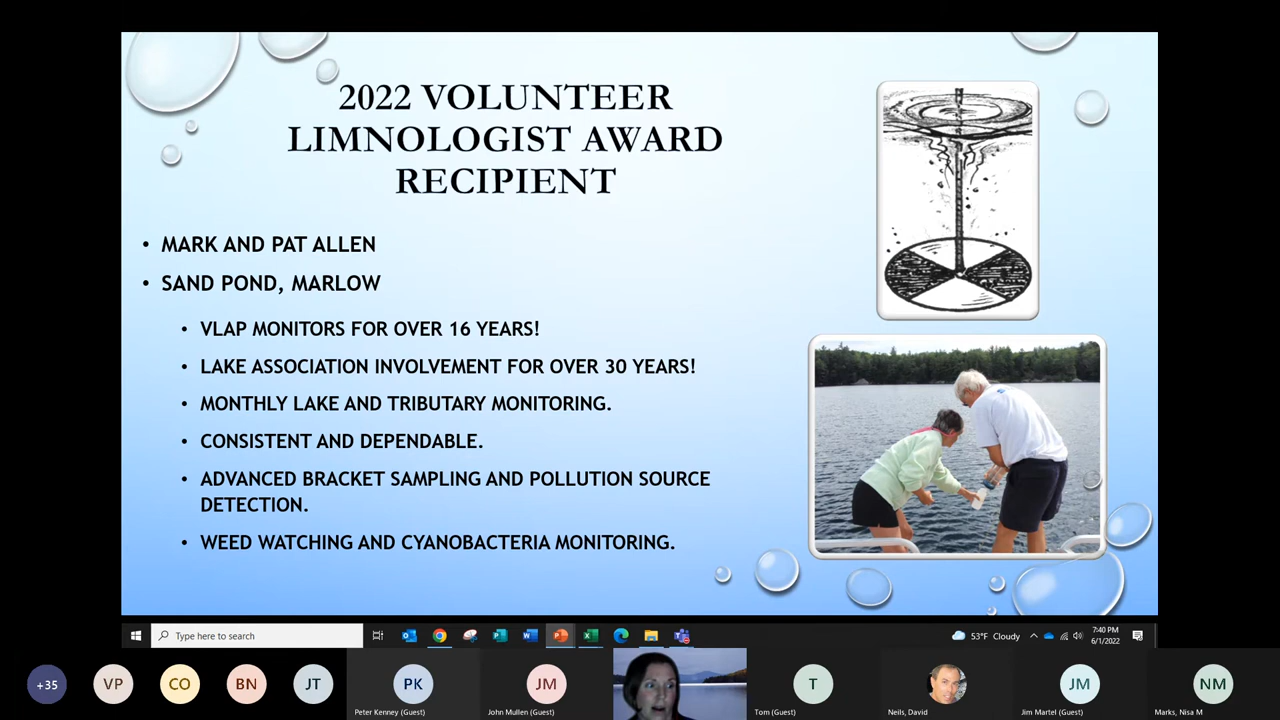 2022 VOLUNTEER
LIMNOLOGIST AWARD
RECIPIENT
• MARK AND PAT ALLEN
• SAND POND, MARLOW
• VLAP MONITORS FOR OVER 16 YEARS!
• LAKE ASSOCIATION INVOLVEMENT FOR OVER 30 YEARS!
• MONTHLY LAKE AND TRIBUTARY MONITORING.
• CONSISTENT AND DEPENDABLE.
• ADVANCED BRACKET SAMPLING AND POLLUTION SOURCE
DETECTION.
• WEED WATCHING AND CYANOBACTERIA MONITORING.
Type here to search
53°F Cloudy
7:40 PM
6/1/2022
+35
VP
CO
BN
JT
PK
JM
T
JM
NM
Peter Kenney (Guest)
John Mullen (Guest)
Tom (Guest)
Neils, David
Jim Martel (Guest)
Marks, Nisa M